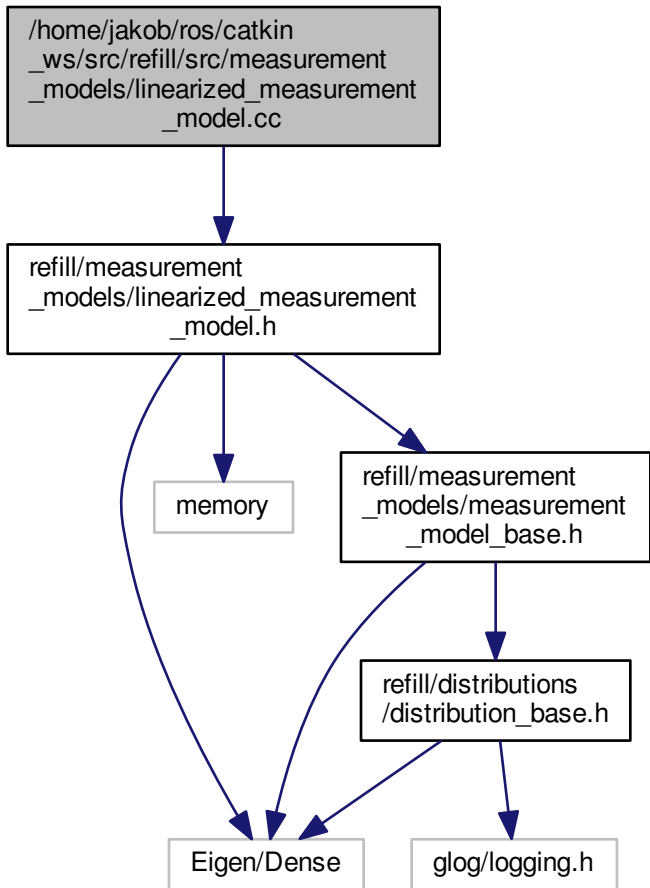 /home/jakob/ros/catkin
_ws/src/refill/src/measurement
_models/linearized_measurement
_model.cc
refill/measurement
_models/linearized_measurement
_model.h
memory
refill/measurement
_models/measurement
_model_base.h
refill/distributions
/distribution_base.h
Eigen/Dense
glog/logging.h